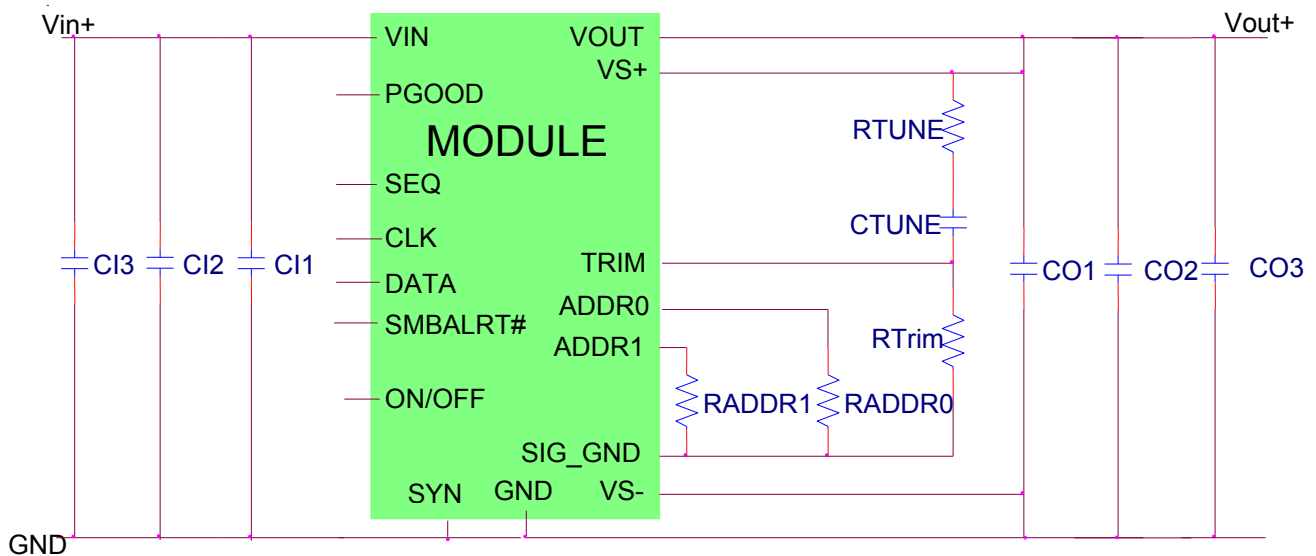 Vin+
VIN
VOUT
Vout+
VS+
PGOOD
RTUNE
MODULE
SEQ
CTUNE
CLK
TRIM
CI3
CI2
CI1
CO1
CO2
CO3
DATA
ADDR0
SMBALRT#
RTrim
ADDR1
ON/OFF
RADDR1
RADDR0
SIG_GND
SYN
GND
VS-
GND